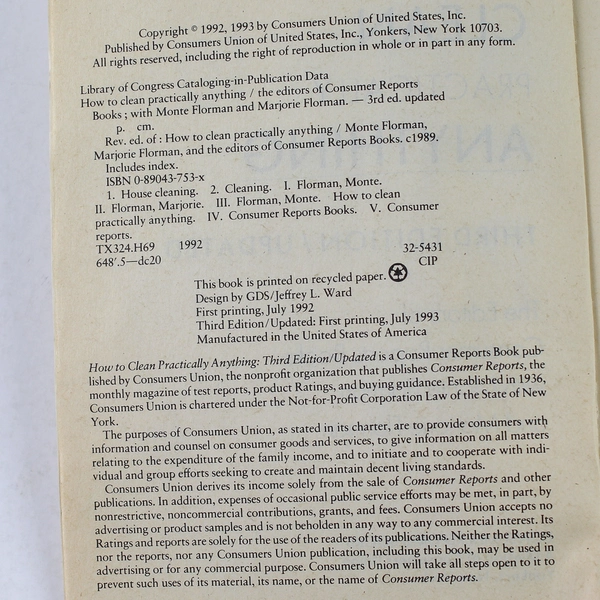 Copyright © 1992, 1993 by Consumers Union of United States, Inc.
Published by Consumers Union of United States, Inc., Yonkers, New York 10703.
All rights reserved, including the right of reproduction in whole or in part in any form.
Library of Congress Cataloging-in-Publication Data
How to clean practically anything / the editors of Consumer Reports
Books ; with Monte Florman and Marjorie Florman. — 3rd ed. updated
p. cm.
Rev. ed. of : How to clean practically anything / Monte Florman,
Marjorie Florman, and the editors of Consumer Reports Books. c1989.
Includes index.
ISBN 0-89043-753-x
1. House cleaning. 2. Cleaning. I. Florman, Monte.
II. Florman, Marjorie. III. Florman, Monte. How to clean
practically anything. IV. Consumer Reports Books. V. Consumer
reports.
TX324.H69 1992
648'.5—dc20
32-5431
CIP
This book is printed on recycled paper.
Design by GDS/Jeffrey L. Ward
First printing, July 1992
Third Edition/Updated: First printing, July 1993
Manufactured in the United States of America
How to Clean Practically Anything: Third Edition/Updated is a Consumer Reports Book pub-
lished by Consumers Union, the nonprofit organization that publishes Consumer Reports, the
monthly magazine of test reports, product Ratings, and buying guidance. Established in 1936,
Consumers Union is chartered under the Not-for-Profit Corporation Law of the State of New
York.
The purposes of Consumers Union, as stated in its charter, are to provide consumers with
information and counsel on consumer goods and services, to give information on all matters
relating to the expenditure of the family income, and to initiate and to cooperate with indi-
vidual and group efforts seeking to create and maintain decent living standards.
Consumers Union derives its income solely from the sale of Consumer Reports and other
publications. In addition, expenses of occasional public service efforts may be met, in part, by
nonrestrictive, noncommercial contributions, grants, and fees. Consumers Union accepts no
advertising or product samples and is not beholden in any way to any commercial interest. Its
Ratings and reports are solely for the use of the readers of its publications. Neither the Ratings,
nor the reports, nor any Consumers Union publication, including this book, may be used in
advertising or for any commercial purpose. Consumers Union will take all steps open to it to
prevent such uses of its material, its name, or the name of Consumer Reports.